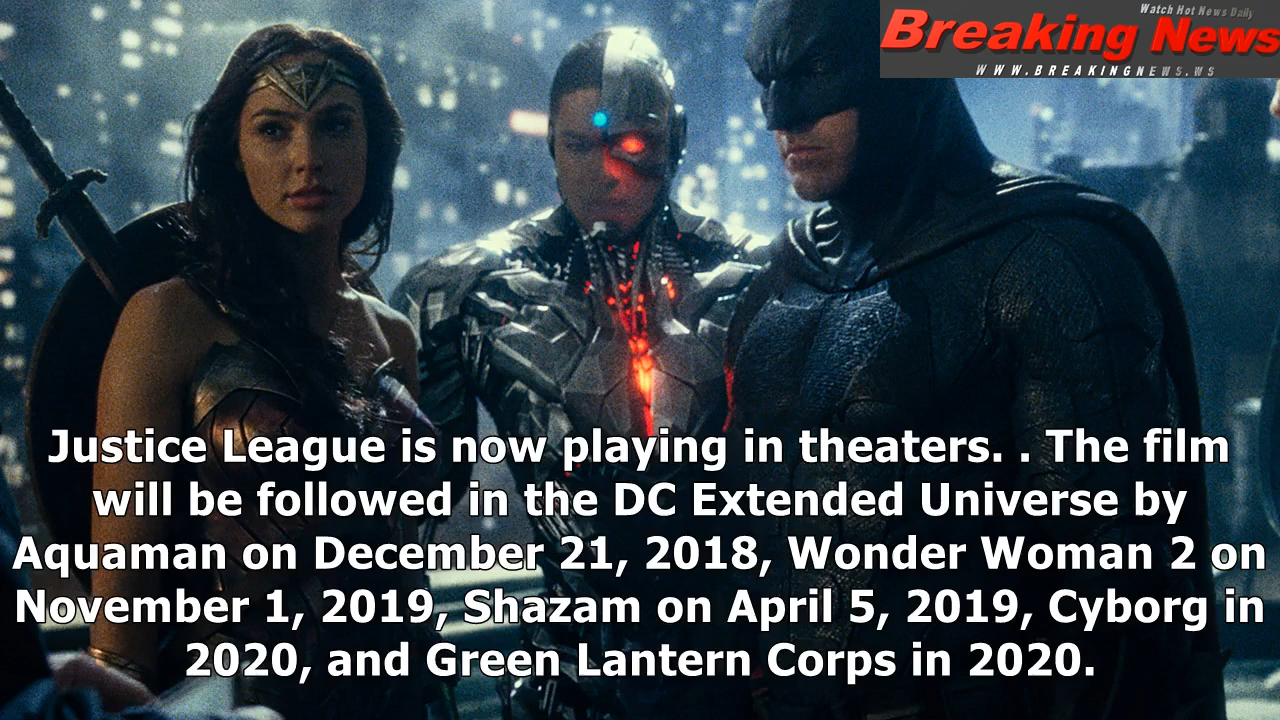 Watch Hot News Daily
Breaking News
WWW.BREAKINGNEWS.WS
Justice League is now playing in theaters. . The film
will be followed in the DC Extended Universe by
Aquaman on December 21, 2018, Wonder Woman 2 on
November 1, 2019, Shazam on April 5, 2019, Cyborg in
2020, and Green Lantern Corps in 2020.